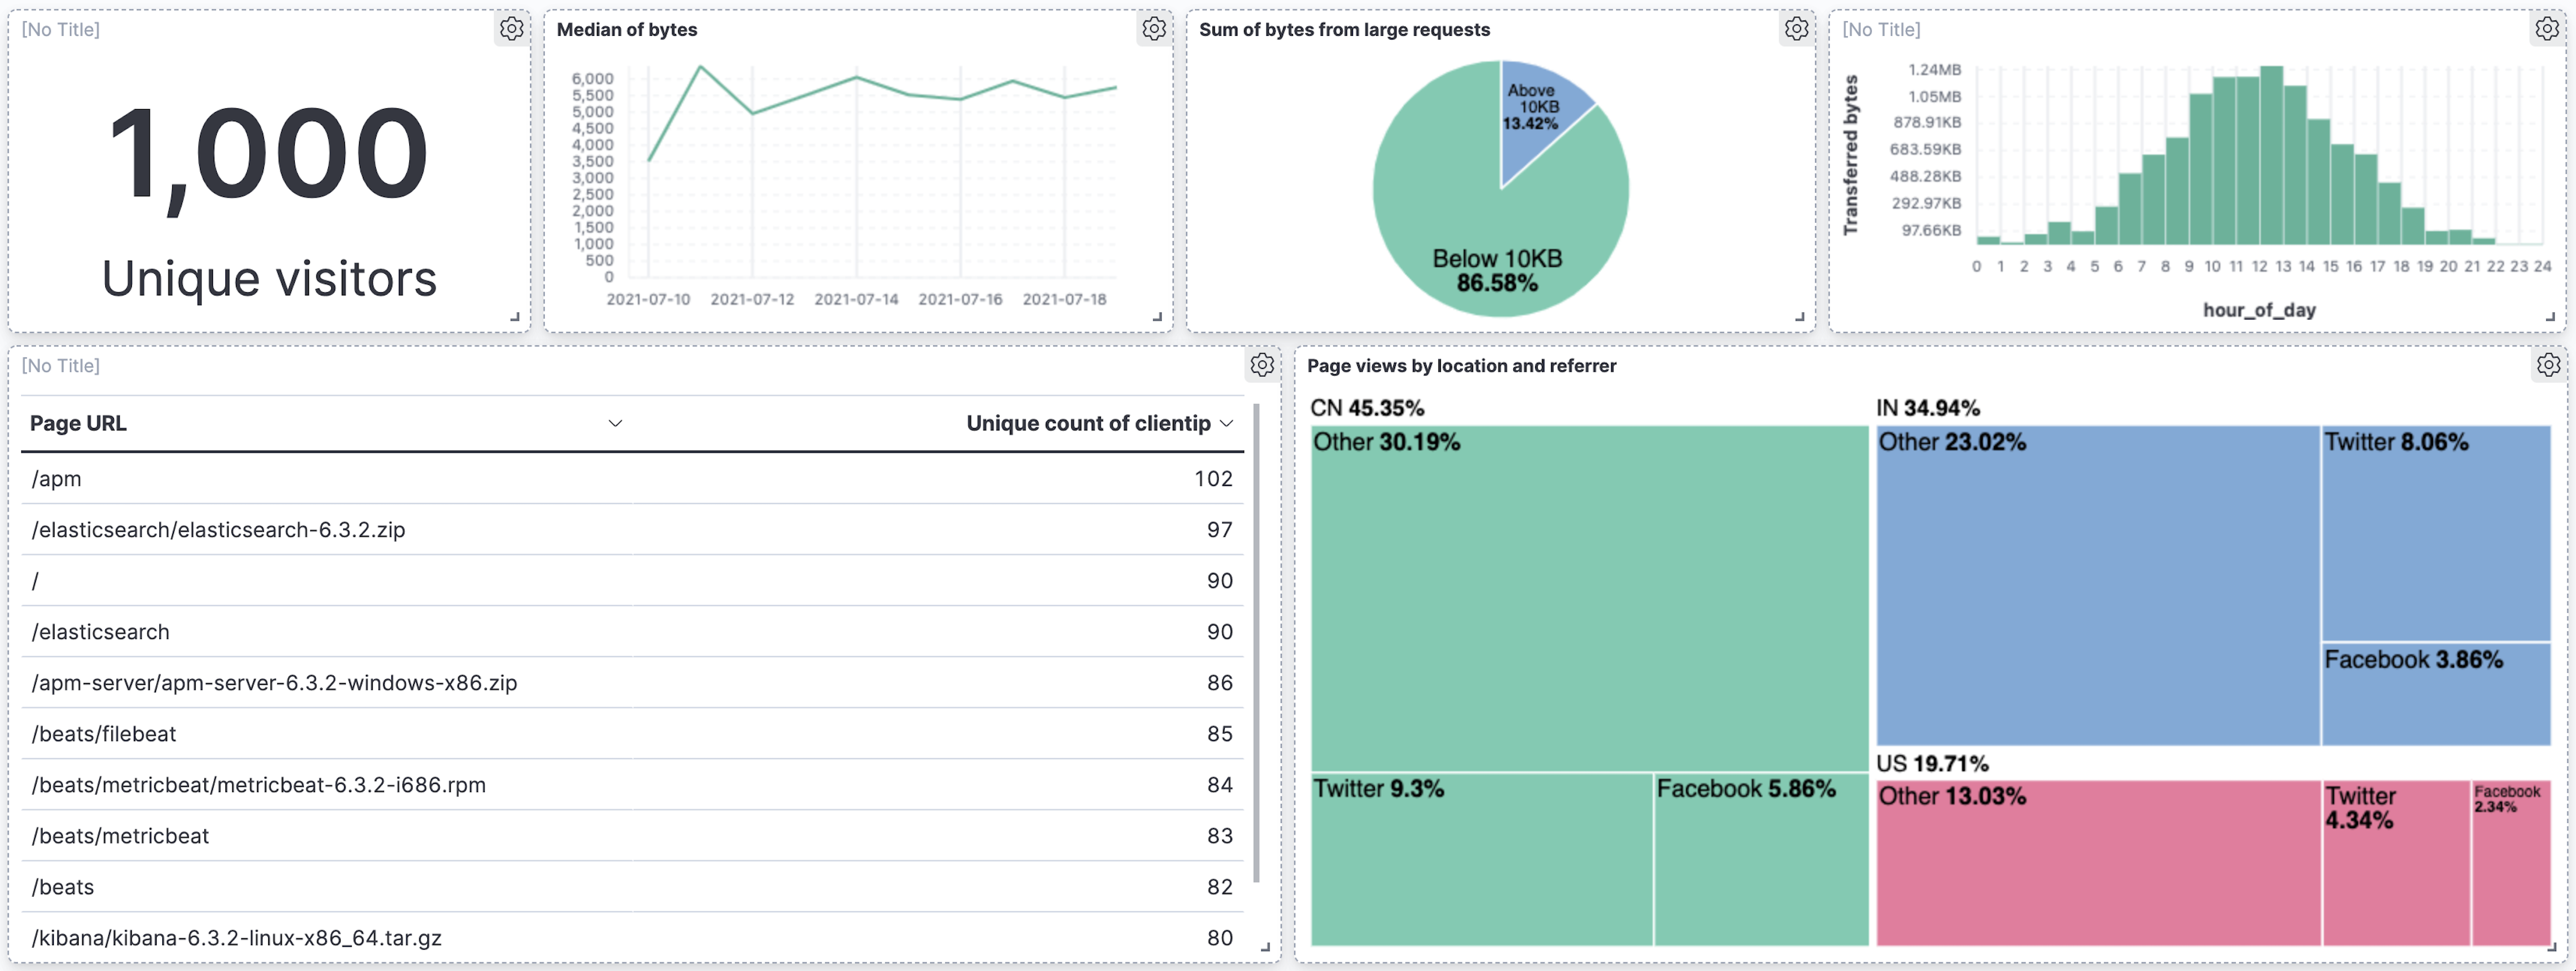 [No Title]
1,000
Unique visitors
Median of bytes
6,000
5,500
5,000
4,500
4,000
3,500
3,000
2,500
2,000
1,500
1,000
500
0
2021-07-10 2021-07-12 2021-07-14 2021-07-16 2021-07-18
Sum of bytes from large requests
Above
10KB
13.42%
Below 10KB
86.58%
[No Title]
Transferred bytes
1.24MB
1.05MB
878.91KB
683.59KB
488.28KB
292.97KB
97.66KB
0 1 2 3 4 5 6 7 8 9 10 11 12 13 14 15 16 17 18 19 20 21 22 23 24
hour_of_day
[No Title]
Page URL Unique count of clientip
/apm 102
/elasticsearch/elasticsearch-6.3.2.zip 97
/ 90
/elasticsearch 90
/apm-server/apm-server-6.3.2-windows-x86.zip 86
/beats/filebeat 85
/beats/metricbeat/metricbeat-6.3.2-i686.rpm 84
/beats/metricbeat 83
/beats 82
/kibana/kibana-6.3.2-linux-x86_64.tar.gz 80
Page views by location and referrer
CN 45.35%
Other 30.19%
Twitter 9.3%
Facebook 5.86%
IN 34.94%
Other 23.02%
Twitter 8.06%
Facebook 3.86%
US 19.71%
Other 13.03%
Twitter
4.34%
Facebook
2.34%